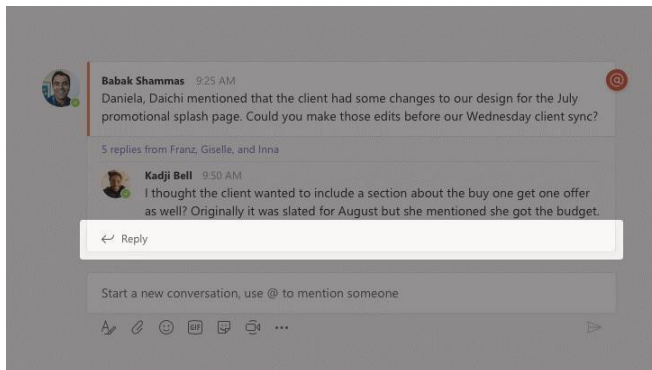 Babak Shammas 9:25 AM
Daniela, Daichi mentioned that the client had some changes to our design for the July
promotional splash page. Could you make those edits before our Wednesday client sync?
5 replies from Franz, Giselle, and Inna
Kadji Bell 9:50 AM
I thought the client wanted to include a section about the buy one get one offer
as well? Originally it was slated for August but she mentioned she got the budget.
Reply
Start a new conversation, use @ to mention someone
GIF